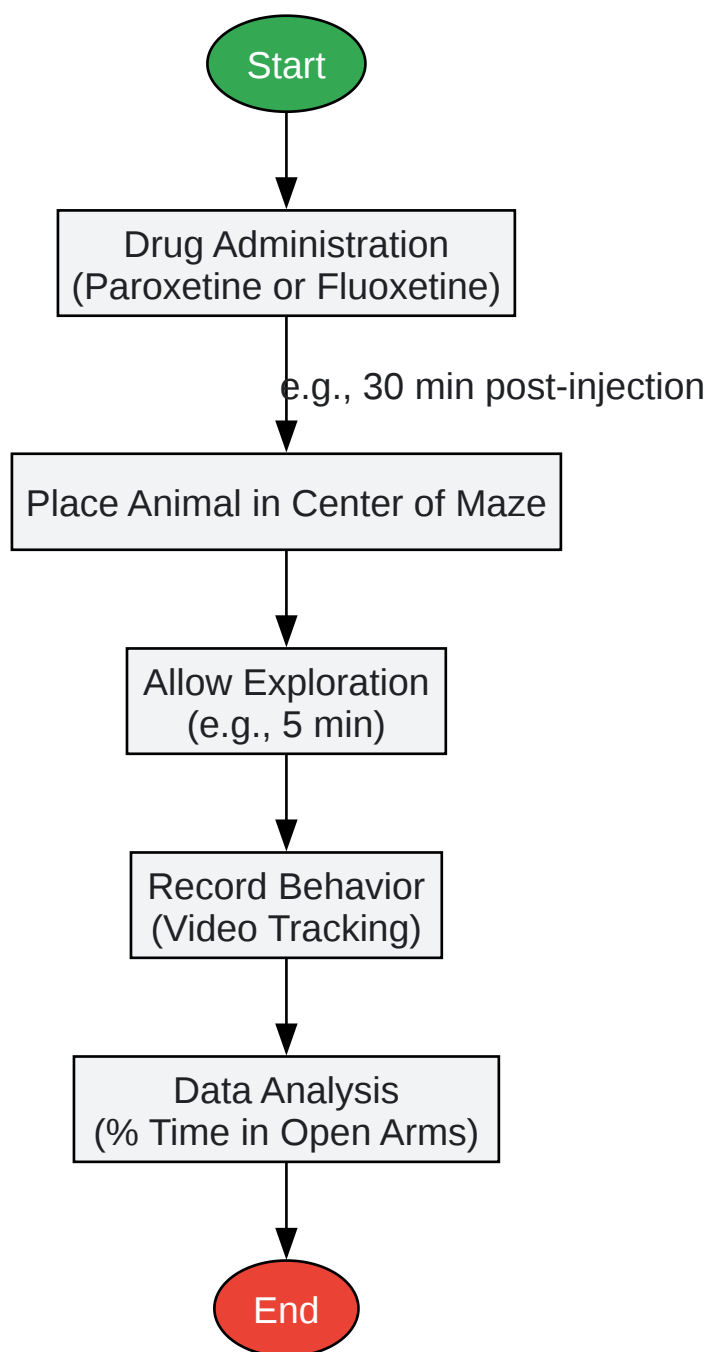 Start
Drug Administration
(Paroxetine or Fluoxetine)
e.g., 30 min post-injection
Place Animal in Center of Maze
Allow Exploration
(e.g., 5 min)
Record Behavior
(Video Tracking)
Data Analysis
(% Time in Open Arms)
End